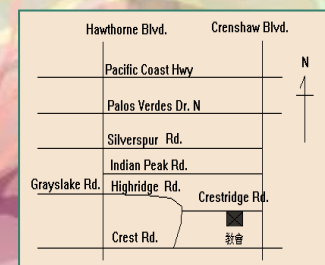 Hawthorne Blvd. Crenshaw Blvd.
N
Pacific Coast Hwy
Palos Verdes Dr. N
Silverspur Rd.
Indian Peak Rd.
Grayslake Rd. Highridge Rd.
Crestridge Rd.
教會
Crest Rd.